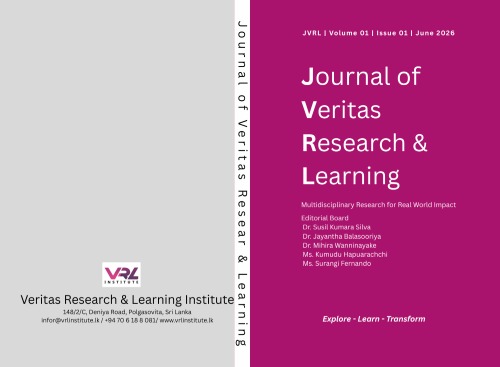 VRL
INSTITUTE
Veritas Research & Learning Institute
148/2/C, Deniya Road, Polgasovita, Sri Lanka
infor@vrlinstitute.lk / +94 70 6 18 8 081/ www.vrlinstitute.lk
Journal of Veritas Resear & Learning
JVRL | Volume 01 | Issue 01 | June 2026
Journal of
Veritas
Research &
Learning
Multidisciplinary Research for Real World Impact
Editorial Board
Dr. Susil Kumara Silva
Dr. Jayantha Balasooriya
Dr. Mihira Wanninayake
Ms. Kumudu Hapuarachchi
Ms. Surangi Fernando
Explore - Learn - Transform